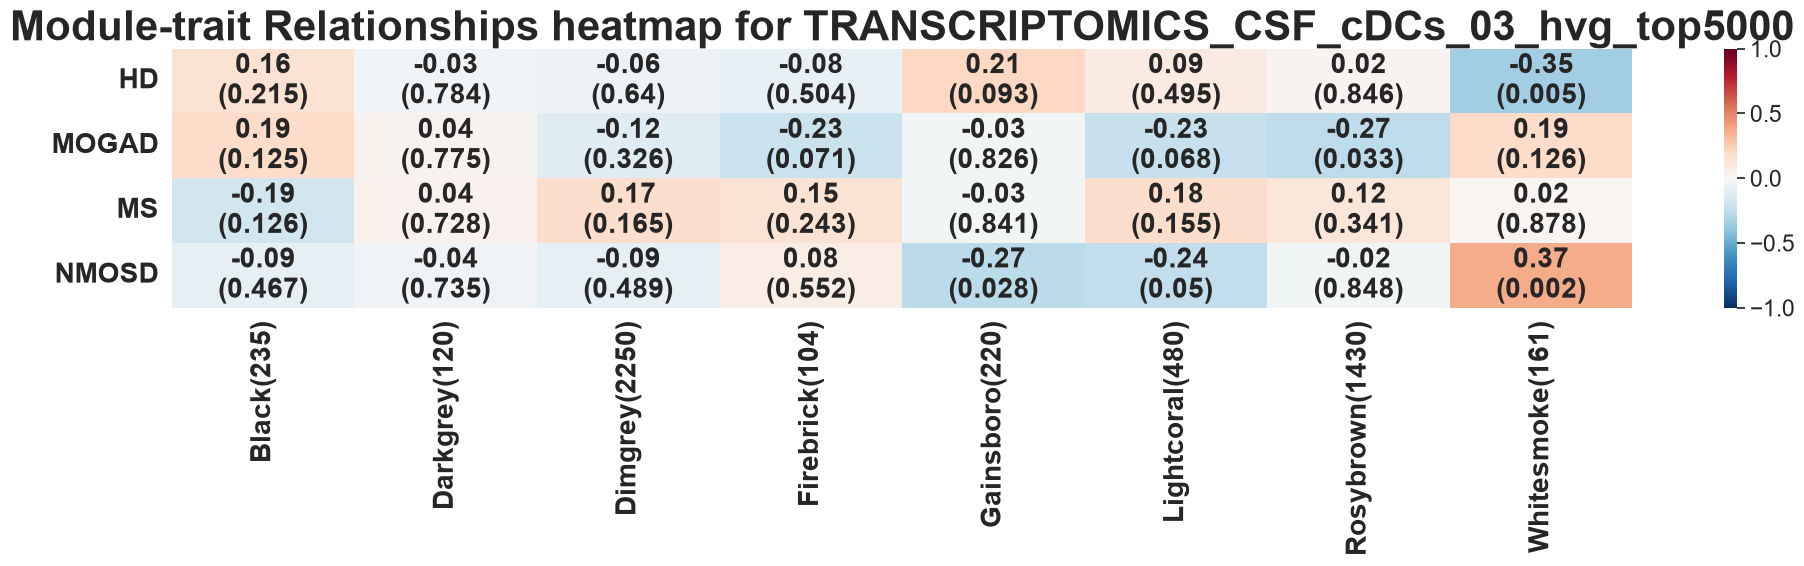 Module-trait Relationships heatmap for TRANSCRIPTOMICS_CSF_cDCs_03_hvg_top5000
HD
0.16 -0.03 -0.06 -0.08 0.21 0.09 0.02 -0.35
(0.215) (0.784) (0.64) (0.504) (0.093) (0.495) (0.846) (0.005)
MOGAD
0.19 0.04 -0.12 -0.23 -0.03 -0.23 -0.27 0.19
(0.125) (0.775) (0.326) (0.071) (0.826) (0.068) (0.033) (0.126)
MS
-0.19 0.04 0.17 0.15 -0.03 0.18 0.12 0.02
(0.126) (0.728) (0.165) (0.243) (0.841) (0.155) (0.341) (0.878)
NMOSD
-0.09 -0.04 -0.09 0.08 -0.27 -0.24 -0.02 0.37
(0.467) (0.735) (0.489) (0.552) (0.028) (0.05) (0.848) (0.002)
Black(235)
Darkgrey(120)
Dimgrey(2250)
Firebrick(104)
Gainsboro(220)
Lightcoral(480)
Rosybrown(1430)
Whitesmoke(161)
1.0
0.5
0.0
−0.5
−1.0